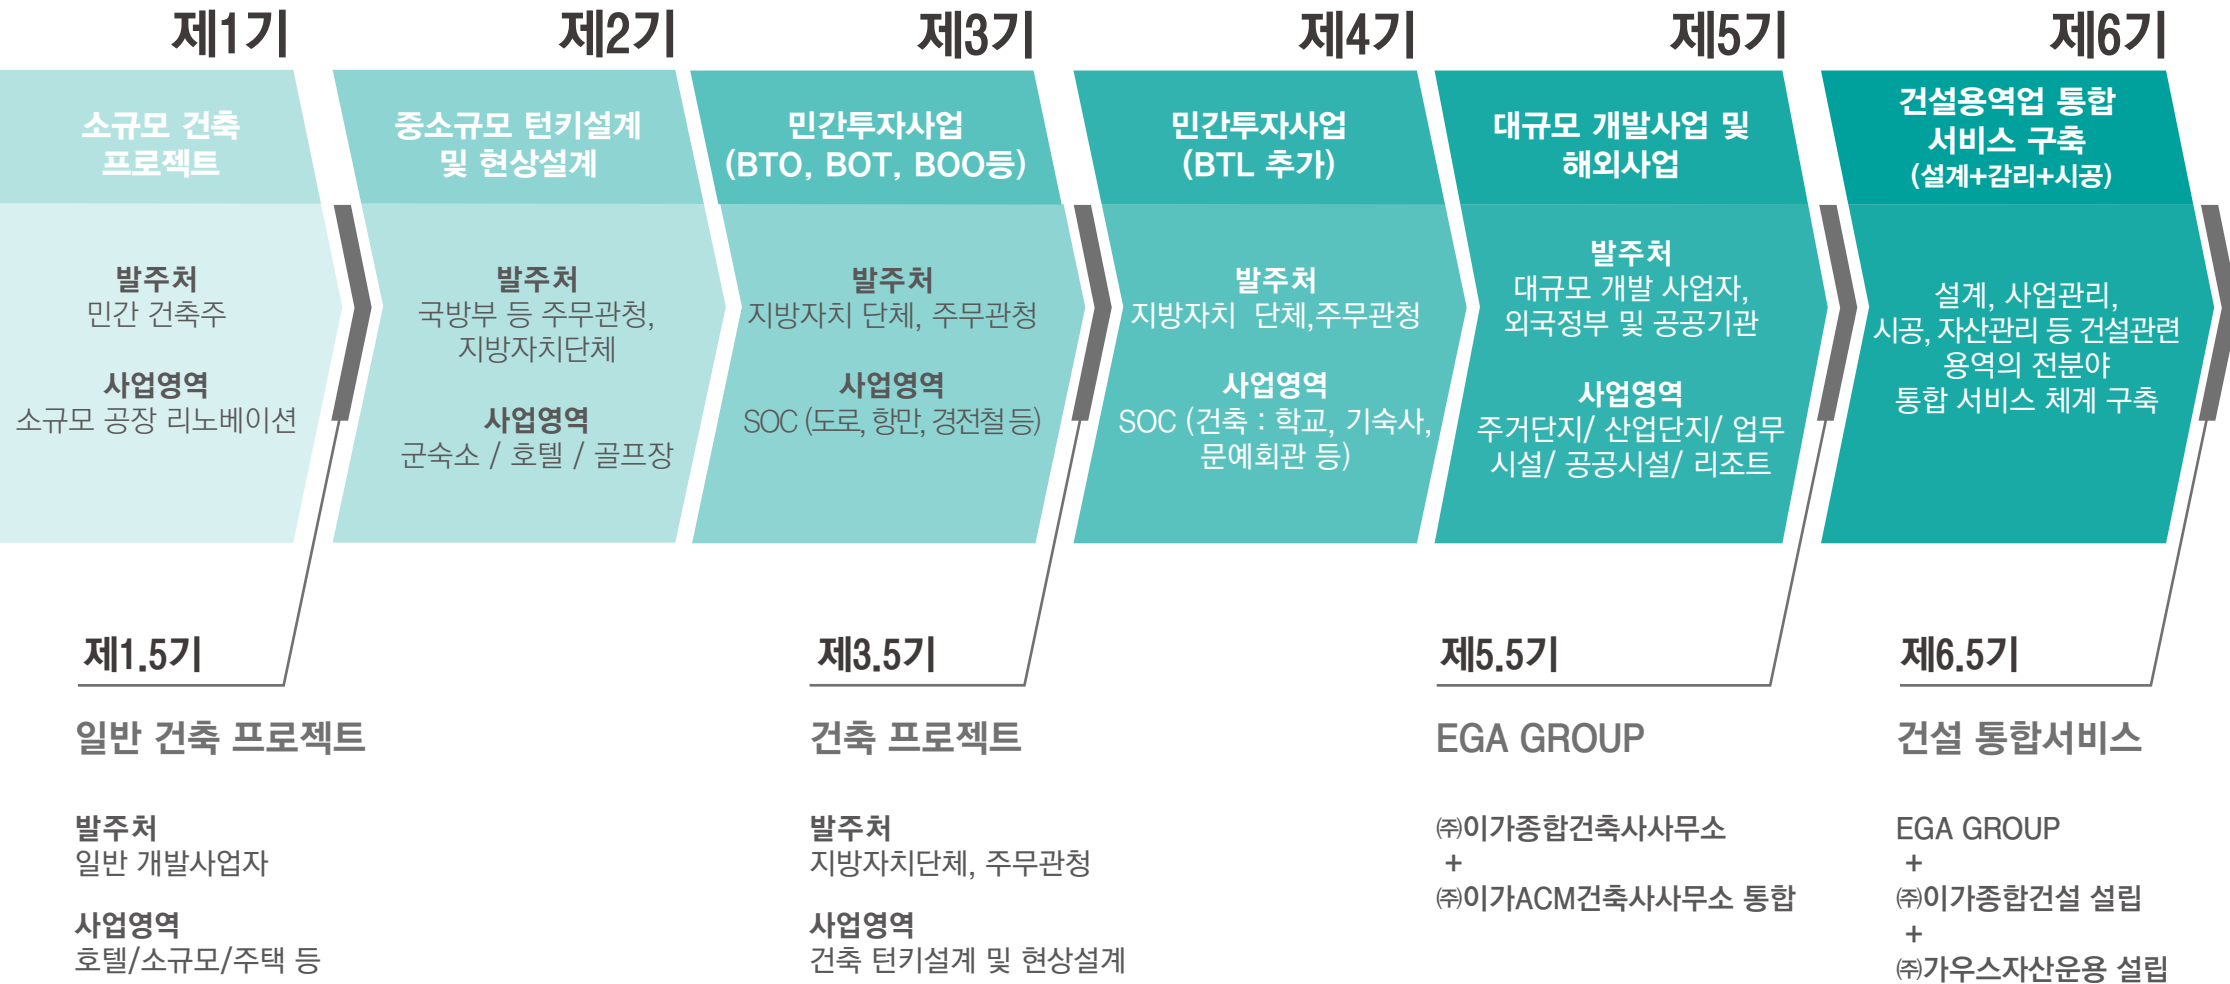 제1기
소규모 건축
프로젝트
발주처
민간 건축주
사업영역
소규모 공장 리노베이션
제2기
중소규모 턴키설계
및 현상설계
발주처
국방부 등 주무관청,
지방자치단체
사업영역
군숙소 / 호텔 / 골프장
제3기
민간투자사업
(BTO, BOT, BOO등)
발주처
지방자치 단체, 주무관청
사업영역
SOC (도로, 항만, 경전철 등)
제4기
민간투자사업
(BTL 추가)
발주처
지방자치 단체,주무관청
사업영역
SOC (건축 : 학교, 기숙사,
문예회관 등)
제5기
대규모 개발사업 및
해외사업
발주처
대규모 개발 사업자,
외국정부 및 공공기관
사업영역
주거단지/ 산업단지/ 업무
시설/ 공공시설/ 리조트
제6기
건설용역업 통합
서비스 구축
(설계+감리+시공)
설계, 사업관리,
시공, 자산관리 등 건설관련
용역의 전분야
통합 서비스 체계 구축
제1.5기
일반 건축 프로젝트
발주처
일반 개발사업자
사업영역
호텔/소규모/주택 등
제3.5기
건축 프로젝트
발주처
지방자치단체, 주무관청
사업영역
건축 턴키설계 및 현상설계
제5.5기
EGA GROUP
㈜이가종합건축사사무소
+
㈜이가ACM건축사사무소 통합
제6.5기
건설 통합서비스
EGA GROUP
+
㈜이가종합건설 설립
+
㈜가우스자산운용 설립